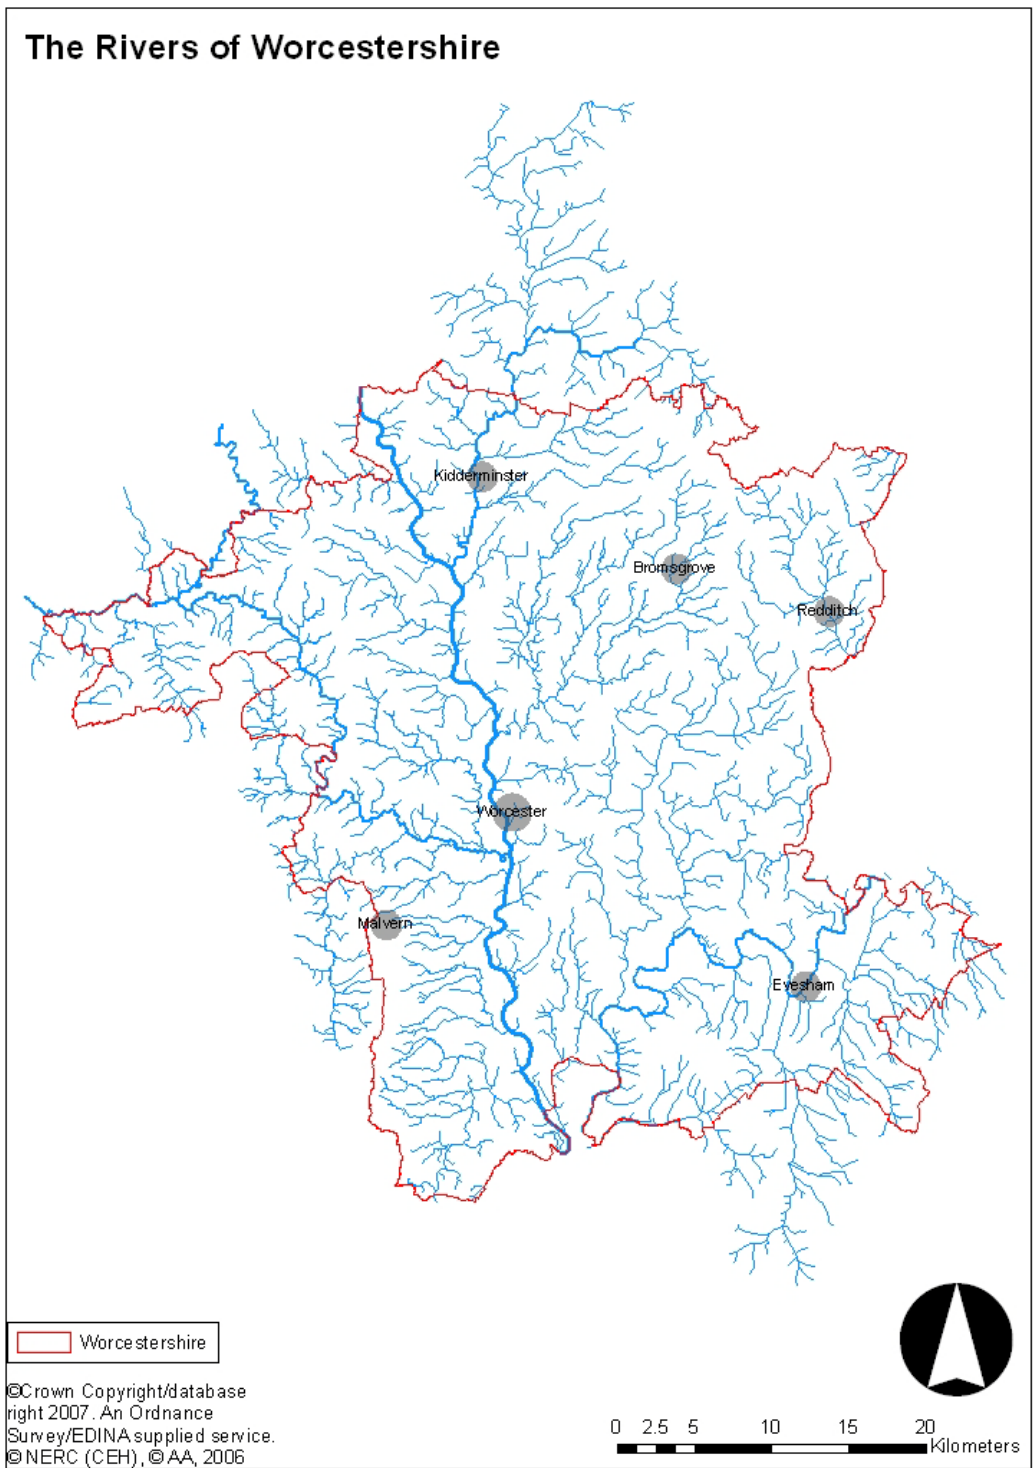 The Rivers of Worcestershire
Kidderminster
Bromsgrove
Redditch
Worcester
Malvern
Evesham
Worcestershire
©Crown Copyright/database
right 2007. An Ordnance
Survey/EDINA supplied service.
© NERC (CEH), © AA, 2006
0 2.5 5 10 15 20
Kilometers